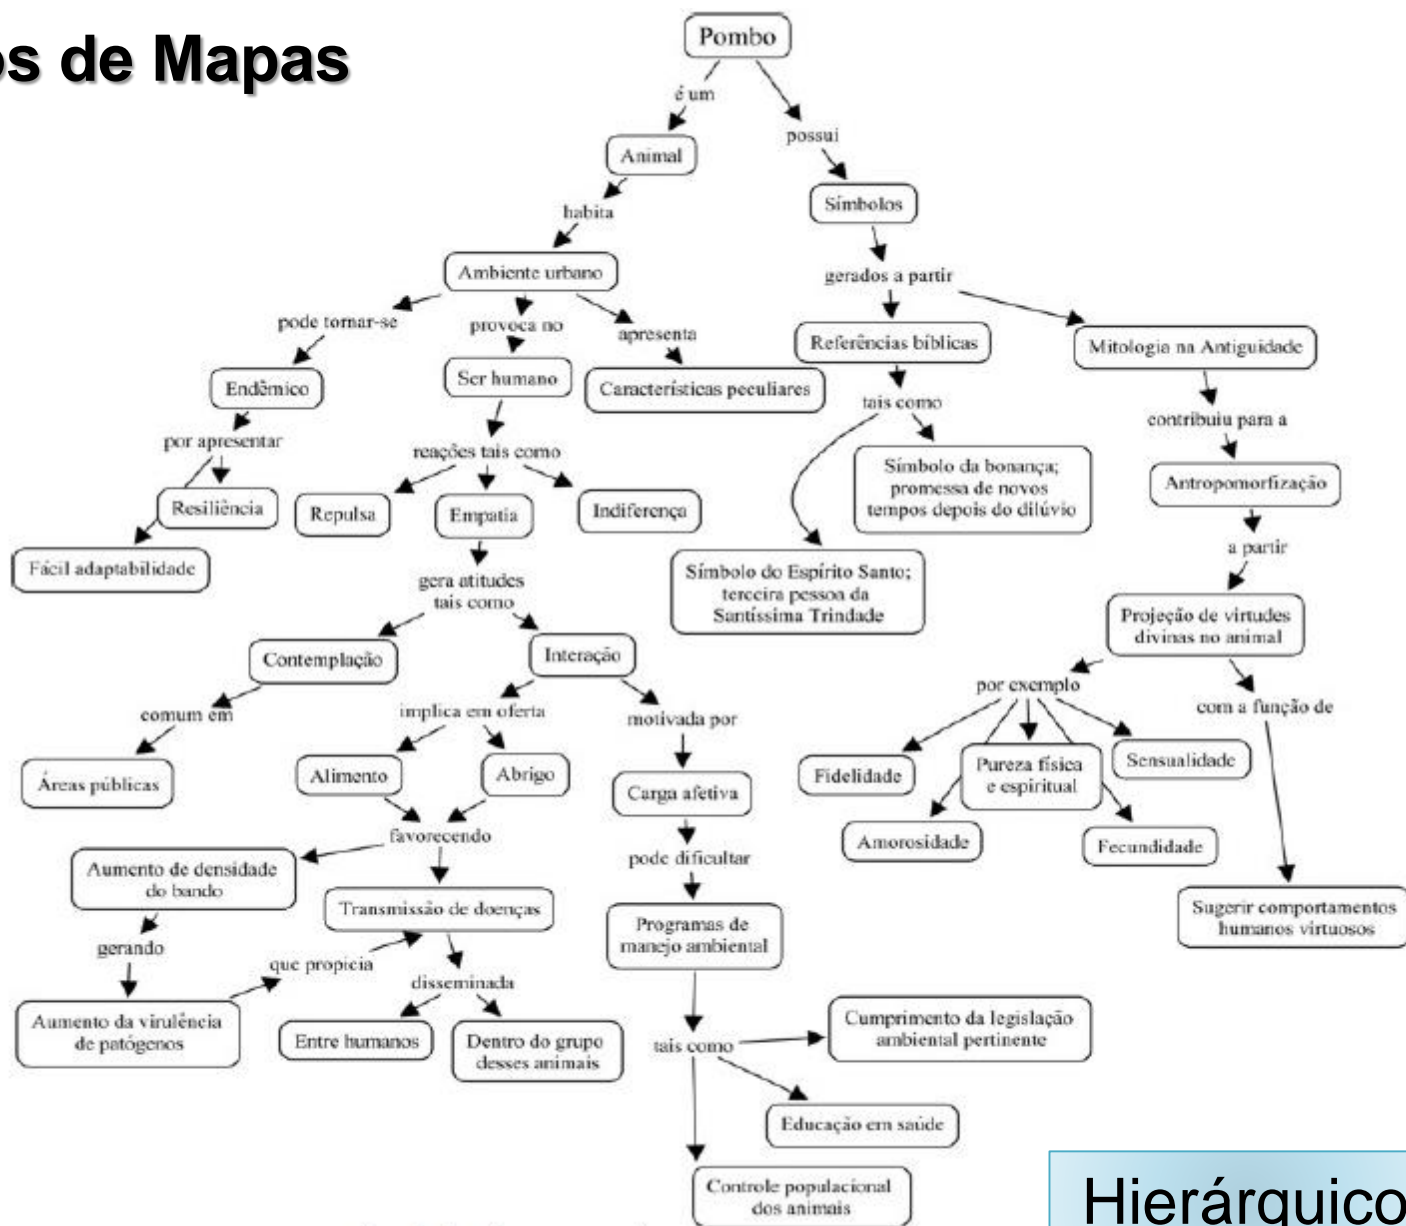 os de Mapas
Pombo
é um
possui
Animal
Símbolos
habita
gerados a partir
Ambiente urbano
pode tornar-se
provoca no
apresenta
Referências bíblicas
Mitologia na Antiguidade
Endêmico
Ser humano
Características peculiares
tais como
contribuiu para a
por apresentar
reações tais como
Símbolo da bonança;
promessa de novos
tempos depois do dilúvio
Antropomorfização
Resiliência
Repulsa
Empatia
Indiferença
a partir
Fácil adaptabilidade
gera atitudes
tais como
Símbolo do Espírito Santo;
terceira pessoa da
Santíssima Trindade
Projeção de virtudes
divinas no animal
Contemplação
Interação
por exemplo
com a função de
comum em
implica em oferta
motivada por
Áreas públicas
Alimento
Abrigo
Carga afetiva
Fidelidade
Pureza física
e espiritual
Sensualidade
favorecendo
pode dificultar
Amorosidade
Fecundidade
Aumento de densidade
do bando
Transmissão de doenças
Programas de
manejo ambiental
Sugerir comportamentos
humanos virtuosos
gerando
que propicia
disseminada
Aumento da virulência
de patógenos
Entre humanos
Dentro do grupo
desses animais
tais como
Cumprimento da legislação
ambiental pertinente
Educação em saúde
Controle populacional
dos animais
Hierárquico